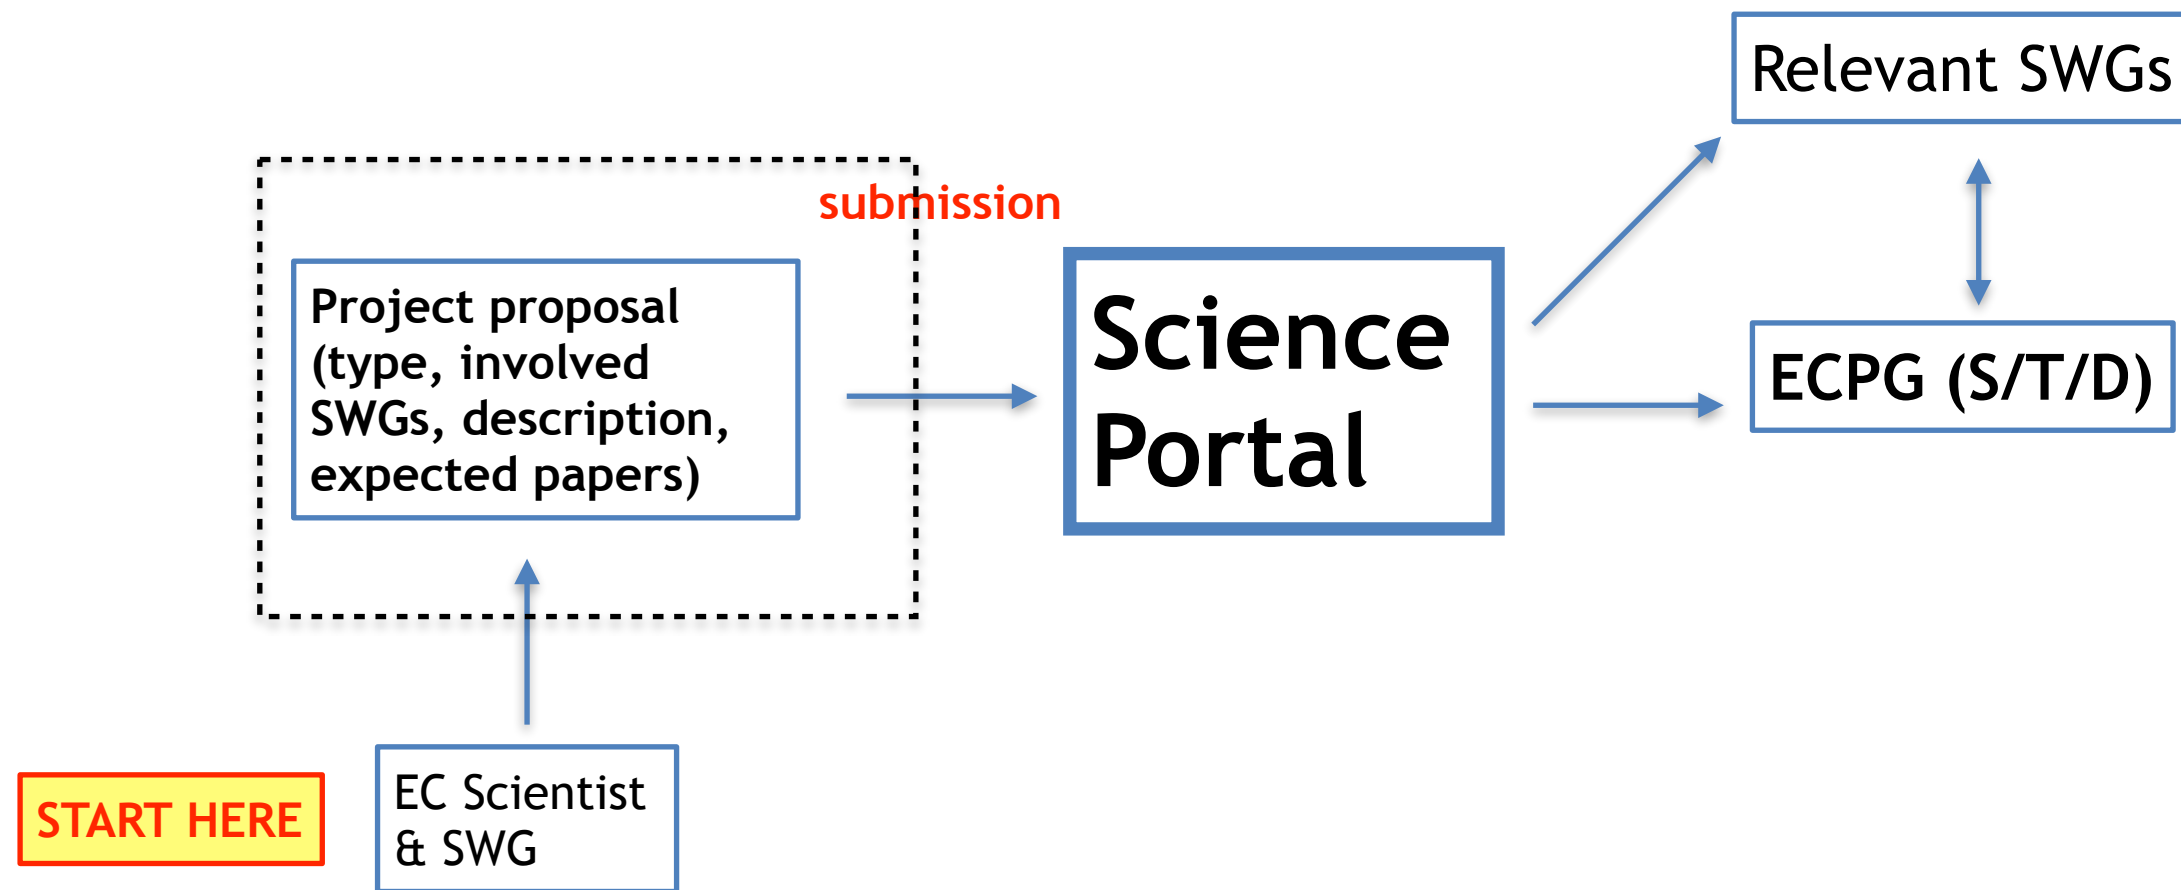 Relevant SWGs
submission
Project proposal
(type, involved
SWGs, description,
expected papers)
Science
Portal
ECPG (S/T/D)
START HERE
EC Scientist
& SWG